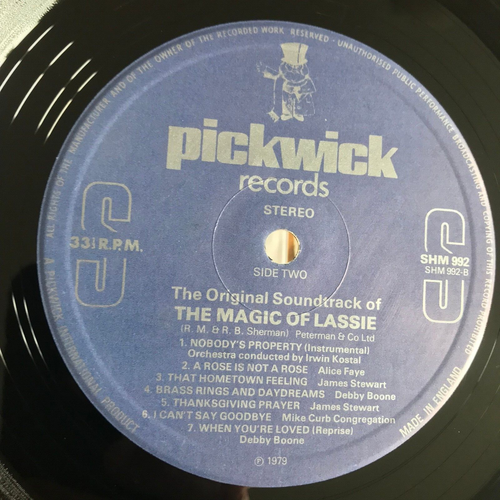 ALL RIGHTS OF THE MANUFACTURER AND OF THE OWNER OF THE RECORDED WORK RESERVED - UNAUTHORISED PUBLIC PERFORMANCE BROADCASTING AND COPYING OF THIS RECORD PROHIBITED
pickwick
records
STEREO
33⅓ R.P.M.
SHM 992
SHM 992-B
SIDE TWO
The Original Soundtrack of
THE MAGIC OF LASSIE
(R. M. & R. B. Sherman) Peterman & Co Ltd
1. NOBODY'S PROPERTY (Instrumental)
Orchestra conducted by Irwin Kostal
2. A ROSE IS NOT A ROSE Alice Faye
3. THAT HOMETOWN FEELING James Stewart
4. BRASS RINGS AND DAYDREAMS Debby Boone
5. THANKSGIVING PRAYER James Stewart
6. I CAN'T SAY GOODBYE Mike Curb Congregation
7. WHEN YOU'RE LOVED (Reprise)
Debby Boone
℗ 1979
A PICKWICK INTERNATIONAL PRODUCT
MADE IN ENGLAND